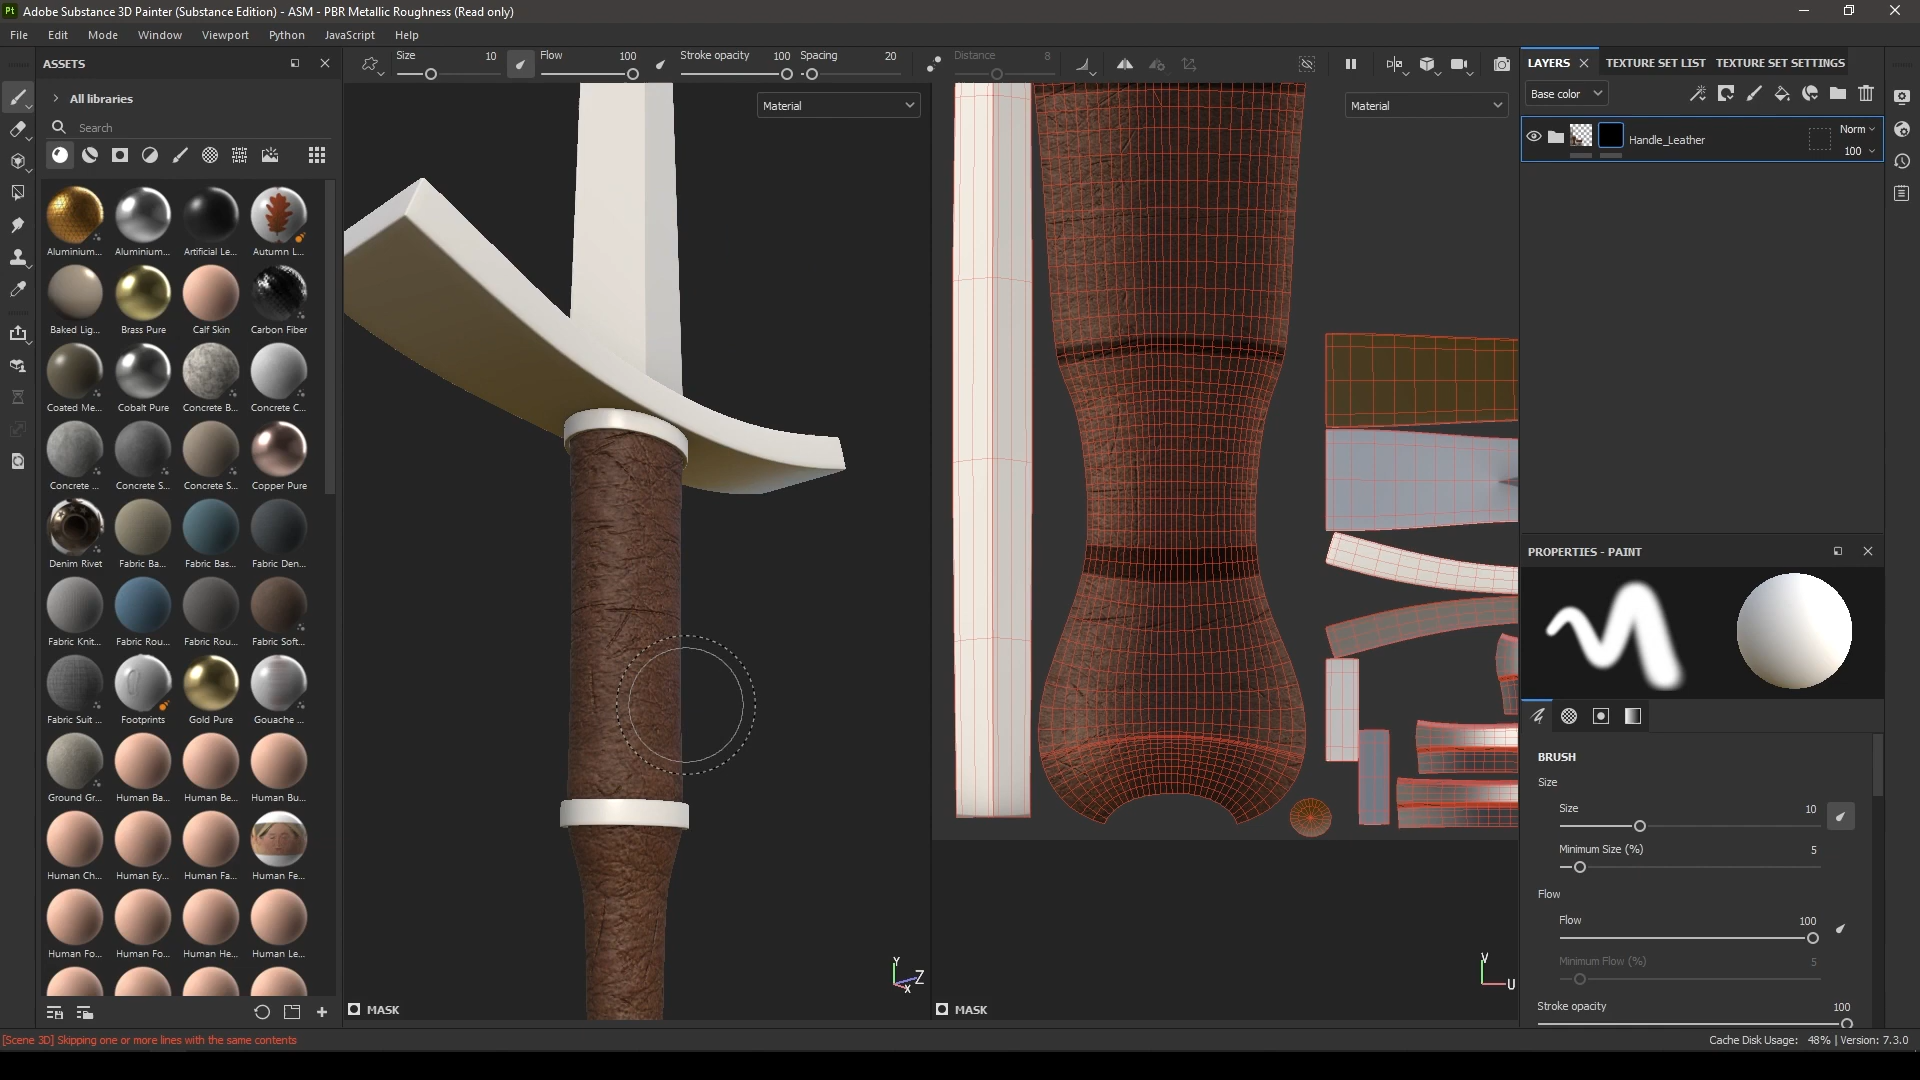 Pt Adobe Substance 3D Painter (Substance Edition) - ASM - PBR Metallic Roughness (Read only)
File Edit Mode Window Viewport Python JavaScript Help
ASSETS
All libraries
Search
Aluminium... Aluminium... Artificial Le... Autumn L...
Baked Lig... Brass Pure Calf Skin Carbon Fiber
Coated Me... Cobalt Pure Concrete B... Concrete C...
Concrete ... Concrete S... Concrete S... Copper Pure
Denim Rivet Fabric Ba... Fabric Bas... Fabric Den...
Fabric Knit... Fabric Rou... Fabric Rou... Fabric Soft...
Fabric Suit ... Footprints Gold Pure Gouache ...
Ground Gr... Human Ba... Human Be... Human Bu...
Human Ch... Human Ey... Human Fa... Human Fe...
Human Fo... Human Fo... Human He... Human Le...
Size 10 Flow 100 Stroke opacity 100 Spacing 20 Distance 8
Material
Y
Z
X
MASK
Material
V
U
MASK
LAYERS TEXTURE SET LIST TEXTURE SET SETTINGS
Base color
Handle_Leather
Norm
100
PROPERTIES - PAINT
BRUSH
Size
Size 10
Minimum Size (%) 5
Flow
Flow 100
Minimum Flow (%) 5
Stroke opacity 100
[Scene 3D] Skipping one or more lines with the same contents
Cache Disk Usage: 48% | Version: 7.3.0